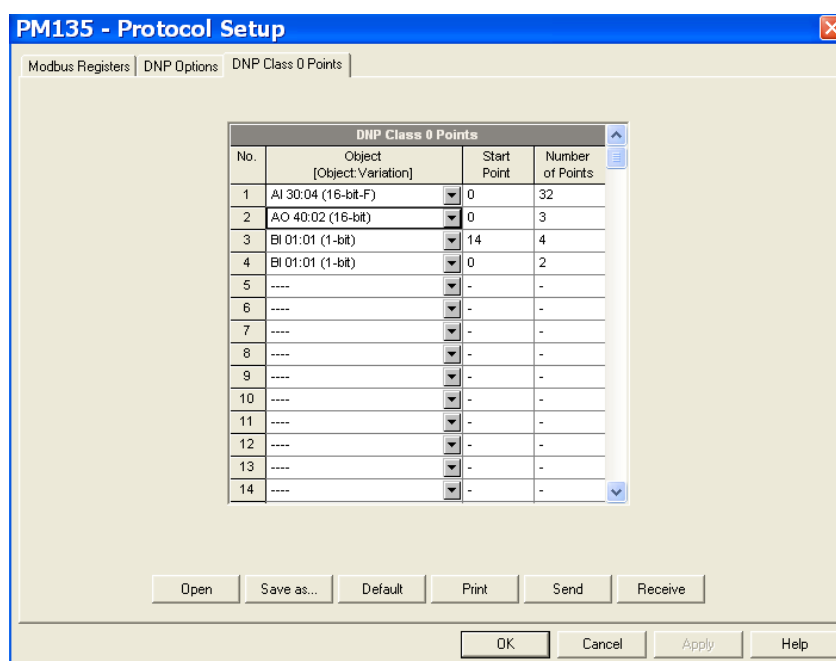 PM135 - Protocol Setup
Modbus Registers DNP Options DNP Class 0 Points
DNP Class 0 Points
No. Object [Object:Variation] Start Point Number of Points
1 AI 30:04 (16-bit-F) 0 32
2 AO 40:02 (16-bit) 0 3
3 BI 01:01 (1-bit) 14 4
4 BI 01:01 (1-bit) 0 2
5 ---- - -
6 ---- - -
7 ---- - -
8 ---- - -
9 ---- - -
10 ---- - -
11 ---- - -
12 ---- - -
13 ---- - -
14 ---- - -
Open Save as... Default Print Send Receive
OK Cancel Apply Help